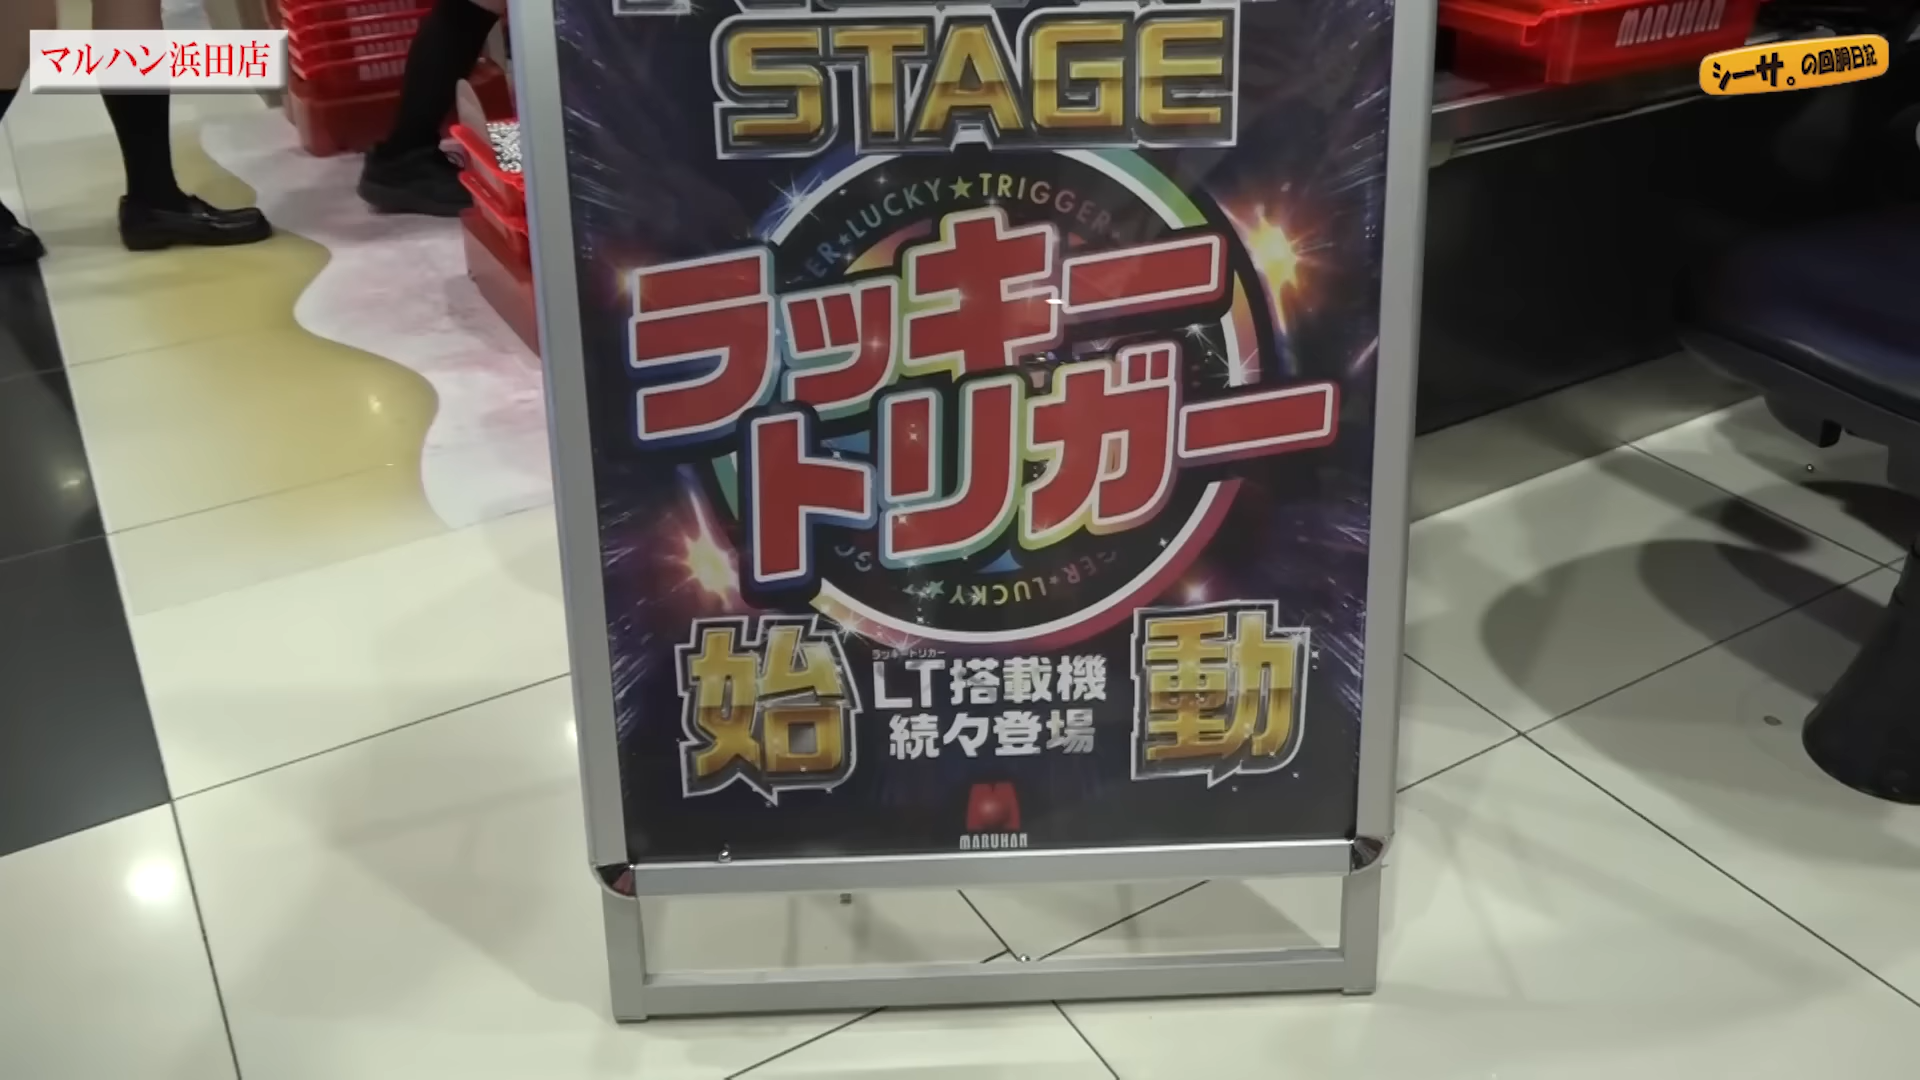 マルハン浜田店
シーサ。の回胴日記
MARUHAN
STAGE
LUCKY★TRIGGER
ラッキー
トリガー
始動
ラッキートリガー
LT搭載機
続々登場
MARUHAN